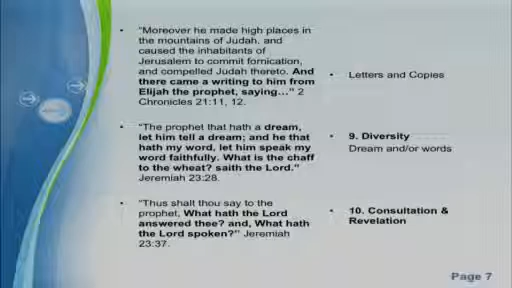 "Moreover he made high places in
the mountains of Judah, and
caused the inhabitants of
Jerusalem to commit fornication,
and compelled Judah thereto. And
there came a writing to him from
Elijah the prophet, saying…" 2
Chronicles 21:11, 12.
Letters and Copies
"The prophet that hath a dream,
let him tell a dream; and he that
hath my word, let him speak my
word faithfully. What is the chaff
to the wheat? saith the Lord."
Jeremiah 23:28.
9. Diversity
Dream and/or words
"Thus shalt thou say to the
prophet, What hath the Lord
answered thee? and, What hath
the Lord spoken?" Jeremiah
23:37.
10. Consultation &
Revelation
Page 7